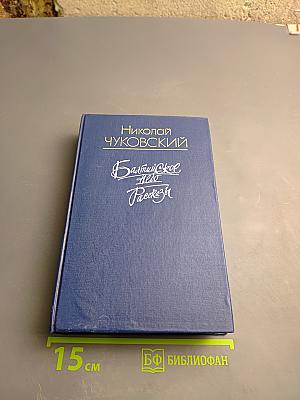 Николай
ЧУКОВСКИЙ
Балтийское
небо
Рассказы
15 см
БФ БИБЛИОФАН